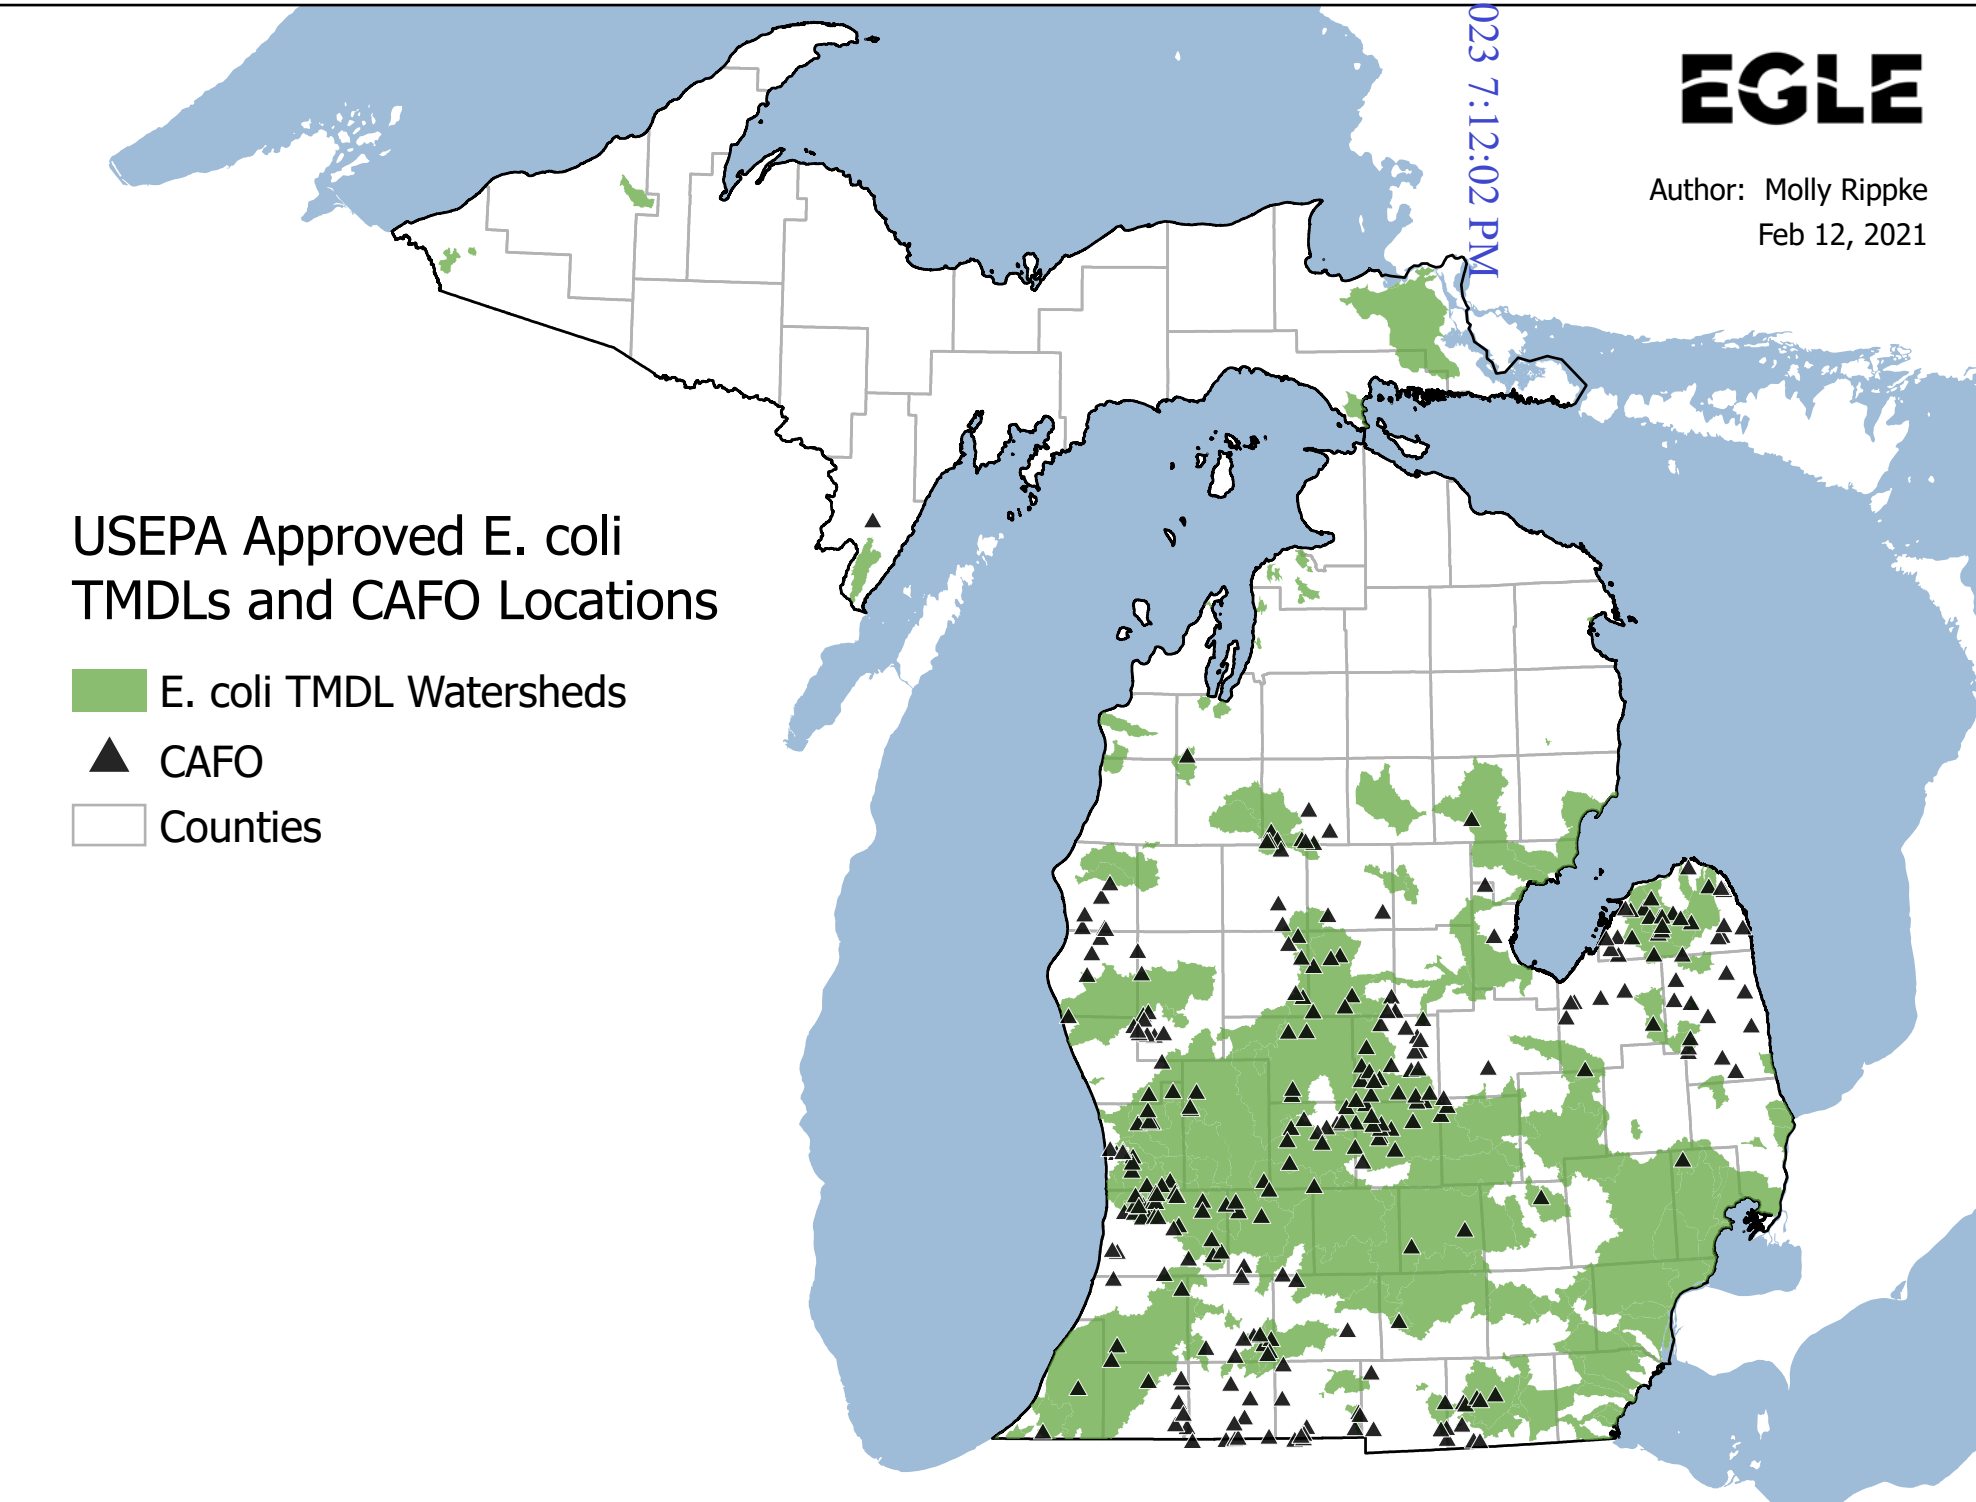 023 7:12:02 PM
EGLE
Author: Molly Rippke
Feb 12, 2021
USEPA Approved E. coli
TMDLs and CAFO Locations
E. coli TMDL Watersheds
CAFO
Counties